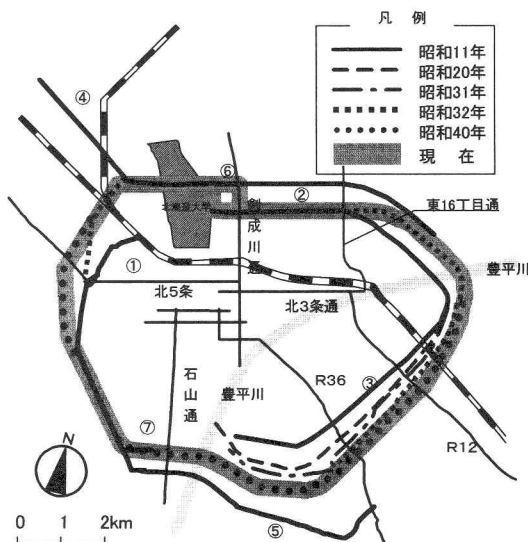 凡 例
昭和11年
昭和20年
昭和31年
昭和32年
昭和40年
現 在
④
⑥
②
創成川通
東16丁目通
①
豊平川
北5条
北3条通
石山通
豊平川
R36
③
R12
⑦
N
⑤
0 1 2km